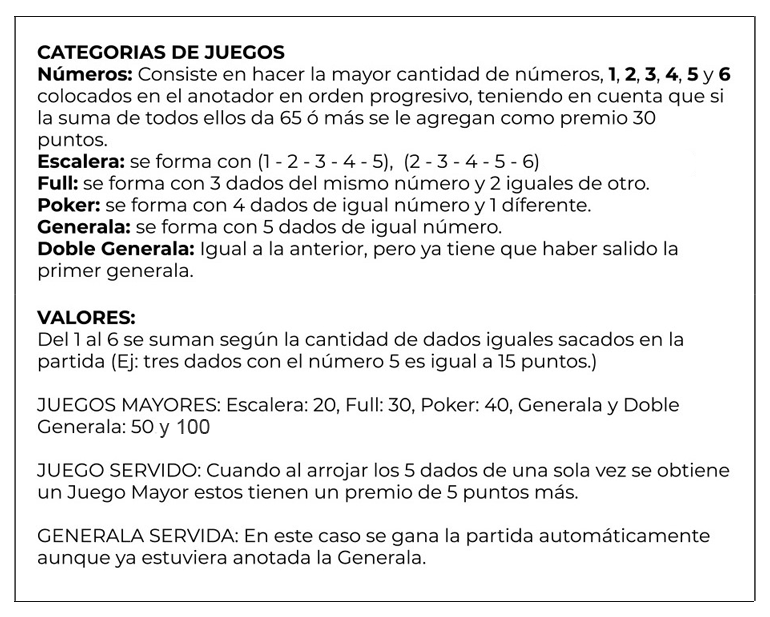 CATEGORIAS DE JUEGOS
Números: Consiste en hacer la mayor cantidad de números, 1, 2, 3, 4, 5 y 6
colocados en el anotador en orden progresivo, teniendo en cuenta que si
la suma de todos ellos da 65 ó más se le agregan como premio 30
puntos.
Escalera: se forma con (1 - 2 - 3 - 4 - 5), (2 - 3 - 4 - 5 - 6)
Full: se forma con 3 dados del mismo número y 2 iguales de otro.
Poker: se forma con 4 dados de igual número y 1 díferente.
Generala: se forma con 5 dados de igual número.
Doble Generala: Igual a la anterior, pero ya tiene que haber salido la
primer generala.
VALORES:
Del 1 al 6 se suman según la cantidad de dados iguales sacados en la
partida (Ej: tres dados con el número 5 es igual a 15 puntos.)
JUEGOS MAYORES: Escalera: 20, Full: 30, Poker: 40, Generala y Doble
Generala: 50 y 100
JUEGO SERVIDO: Cuando al arrojar los 5 dados de una sola vez se obtiene
un Juego Mayor estos tienen un premio de 5 puntos más.
GENERALA SERVIDA: En este caso se gana la partida automáticamente
aunque ya estuviera anotada la Generala.